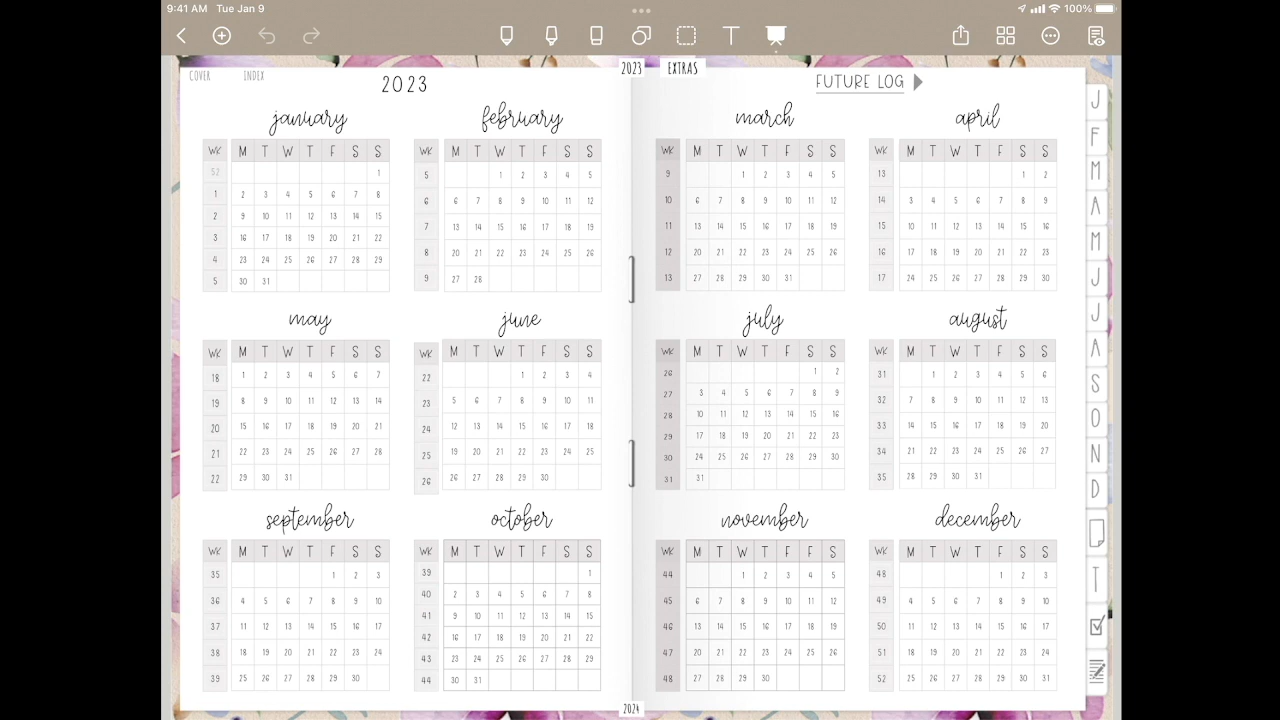 9:41 AM Tue Jan 9
100%
COVER INDEX
2023
2023
EXTRAS
FUTURE LOG
january
WK M T W T F S S
52 1
1 2 3 4 5 6 7 8
2 9 10 11 12 13 14 15
3 16 17 18 19 20 21 22
4 23 24 25 26 27 28 29
5 30 31
february
WK M T W T F S S
5 1 2 3 4 5
6 6 7 8 9 10 11 12
7 13 14 15 16 17 18 19
8 20 21 22 23 24 25 26
9 27 28
march
WK M T W T F S S
9 1 2 3 4 5
10 6 7 8 9 10 11 12
11 13 14 15 16 17 18 19
12 20 21 22 23 24 25 26
13 27 28 29 30 31
april
WK M T W T F S S
13 1 2
14 3 4 5 6 7 8 9
15 10 11 12 13 14 15 16
16 17 18 19 20 21 22 23
17 24 25 26 27 28 29 30
may
WK M T W T F S S
18 1 2 3 4 5 6 7
19 8 9 10 11 12 13 14
20 15 16 17 18 19 20 21
21 22 23 24 25 26 27 28
22 29 30 31
june
WK M T W T F S S
22 1 2 3 4
23 5 6 7 8 9 10 11
24 12 13 14 15 16 17 18
25 19 20 21 22 23 24 25
26 26 27 28 29 30
july
WK M T W T F S S
26 1 2
27 3 4 5 6 7 8 9
28 10 11 12 13 14 15 16
29 17 18 19 20 21 22 23
30 24 25 26 27 28 29 30
31 31
august
WK M T W T F S S
31 1 2 3 4 5 6
32 7 8 9 10 11 12 13
33 14 15 16 17 18 19 20
34 21 22 23 24 25 26 27
35 28 29 30 31
september
WK M T W T F S S
35 1 2 3
36 4 5 6 7 8 9 10
37 11 12 13 14 15 16 17
38 18 19 20 21 22 23 24
39 25 26 27 28 29 30
october
WK M T W T F S S
39 1
40 2 3 4 5 6 7 8
41 9 10 11 12 13 14 15
42 16 17 18 19 20 21 22
43 23 24 25 26 27 28 29
44 30 31
november
WK M T W T F S S
44 1 2 3 4 5
45 6 7 8 9 10 11 12
46 13 14 15 16 17 18 19
47 20 21 22 23 24 25 26
48 27 28 29 30
december
WK M T W T F S S
48 1 2 3
49 4 5 6 7 8 9 10
50 11 12 13 14 15 16 17
51 18 19 20 21 22 23 24
52 25 26 27 28 29 30 31
2024
J
F
M
A
M
J
J
A
S
O
N
D
T